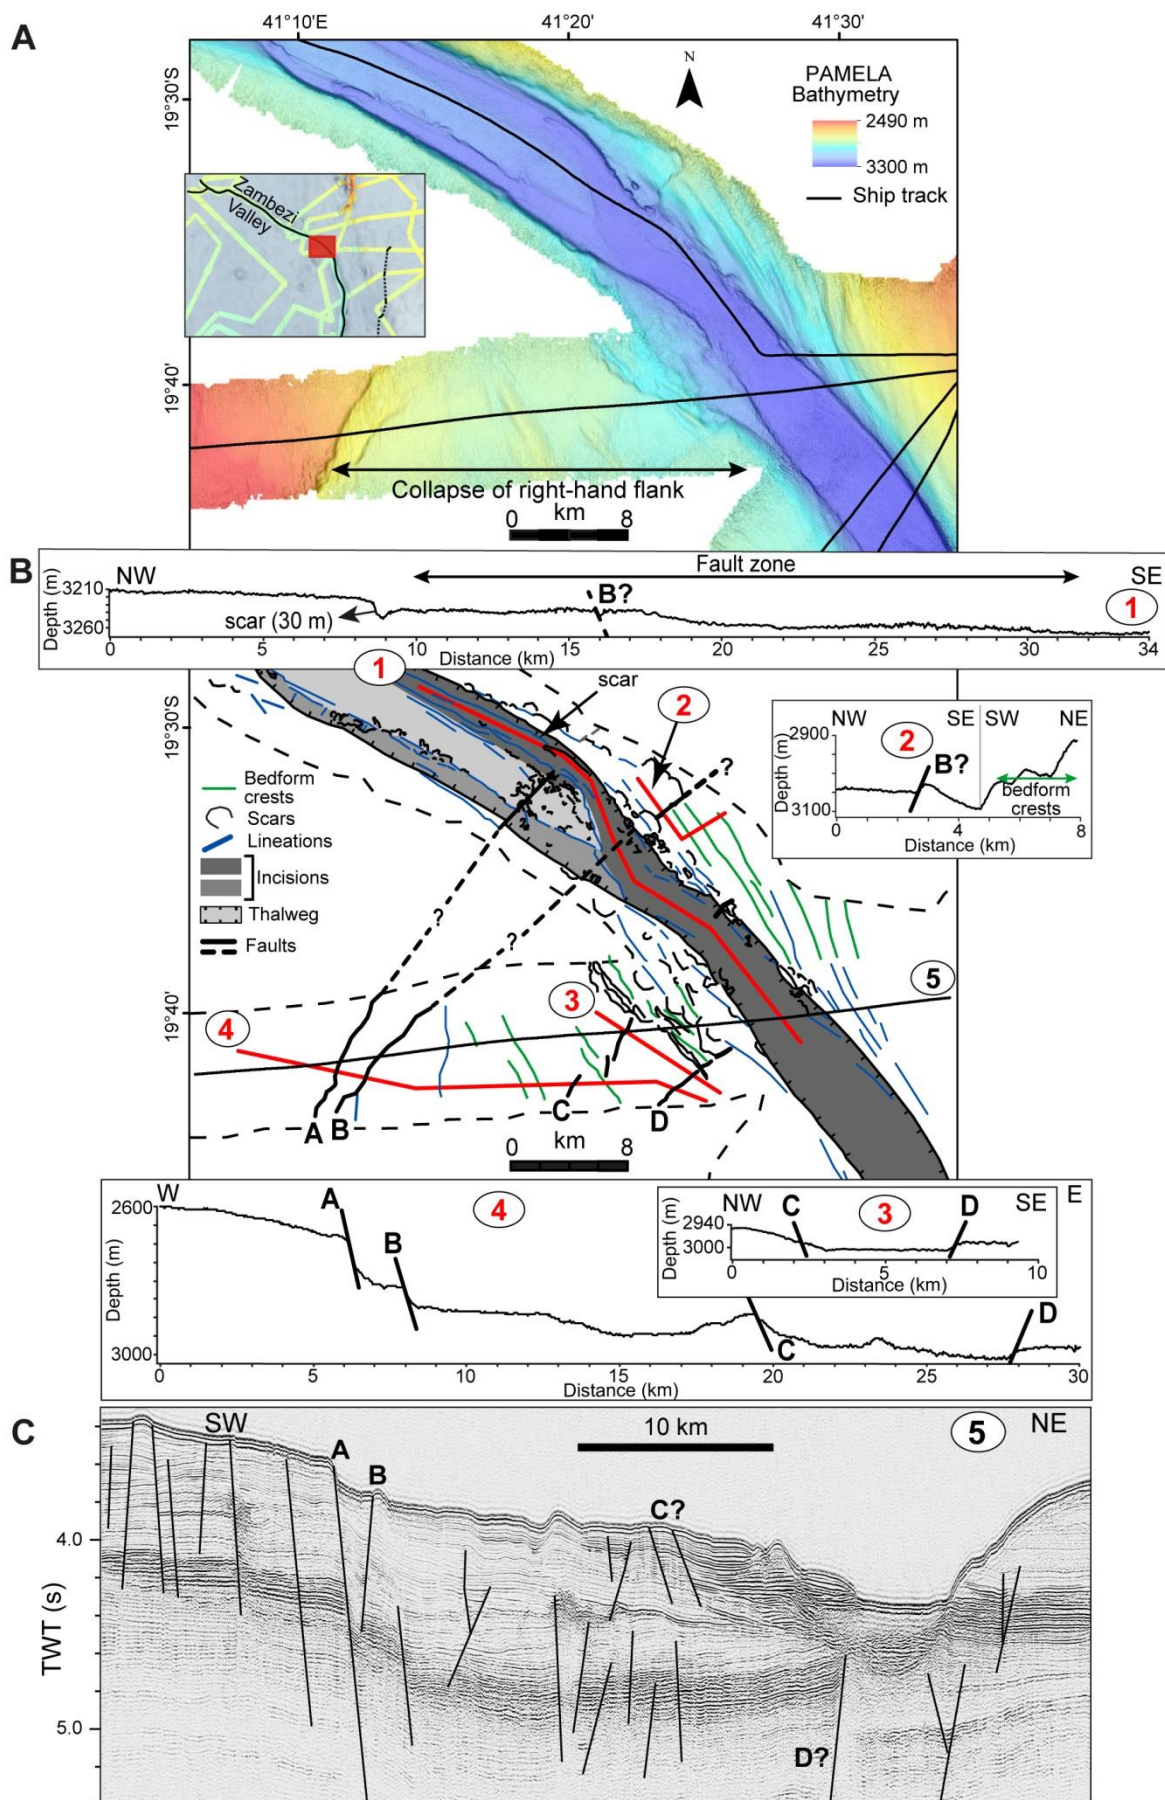 A
41°10'E
41°20'
41°30'
19°30'S
19°40'
N
PAMELA
Bathymetry
2490 m
3300 m
Ship track
Zambezi
Valley
Collapse of right-hand flank
km
0 8
B
NW
Fault zone
SE
Depth (m)
3210
3260
scar (30 m)
B?
1
0 5 10 15 20 25 30 34
Distance (km)
1
scar
2
?
19°30'S
Bedform
crests
Scars
Lineations
Incisions
Thalweg
Faults
NW SE SW NE
2
B?
Depth (m)
2900
3100
bedform
crests
0 4 8
Distance (km)
?
?
19°40'
4
3
5
A
B
C
D
km
0 8
W
4
E
Depth (m)
2600
3000
A
B
C
D
0 5 10 15 20 25 30
Distance (km)
NW
C
3
D
SE
Depth (m)
2940
3000
0 5 10
Distance (km)
C
SW
10 km
5
NE
A
B
C?
D?
TWT (s)
4.0
5.0